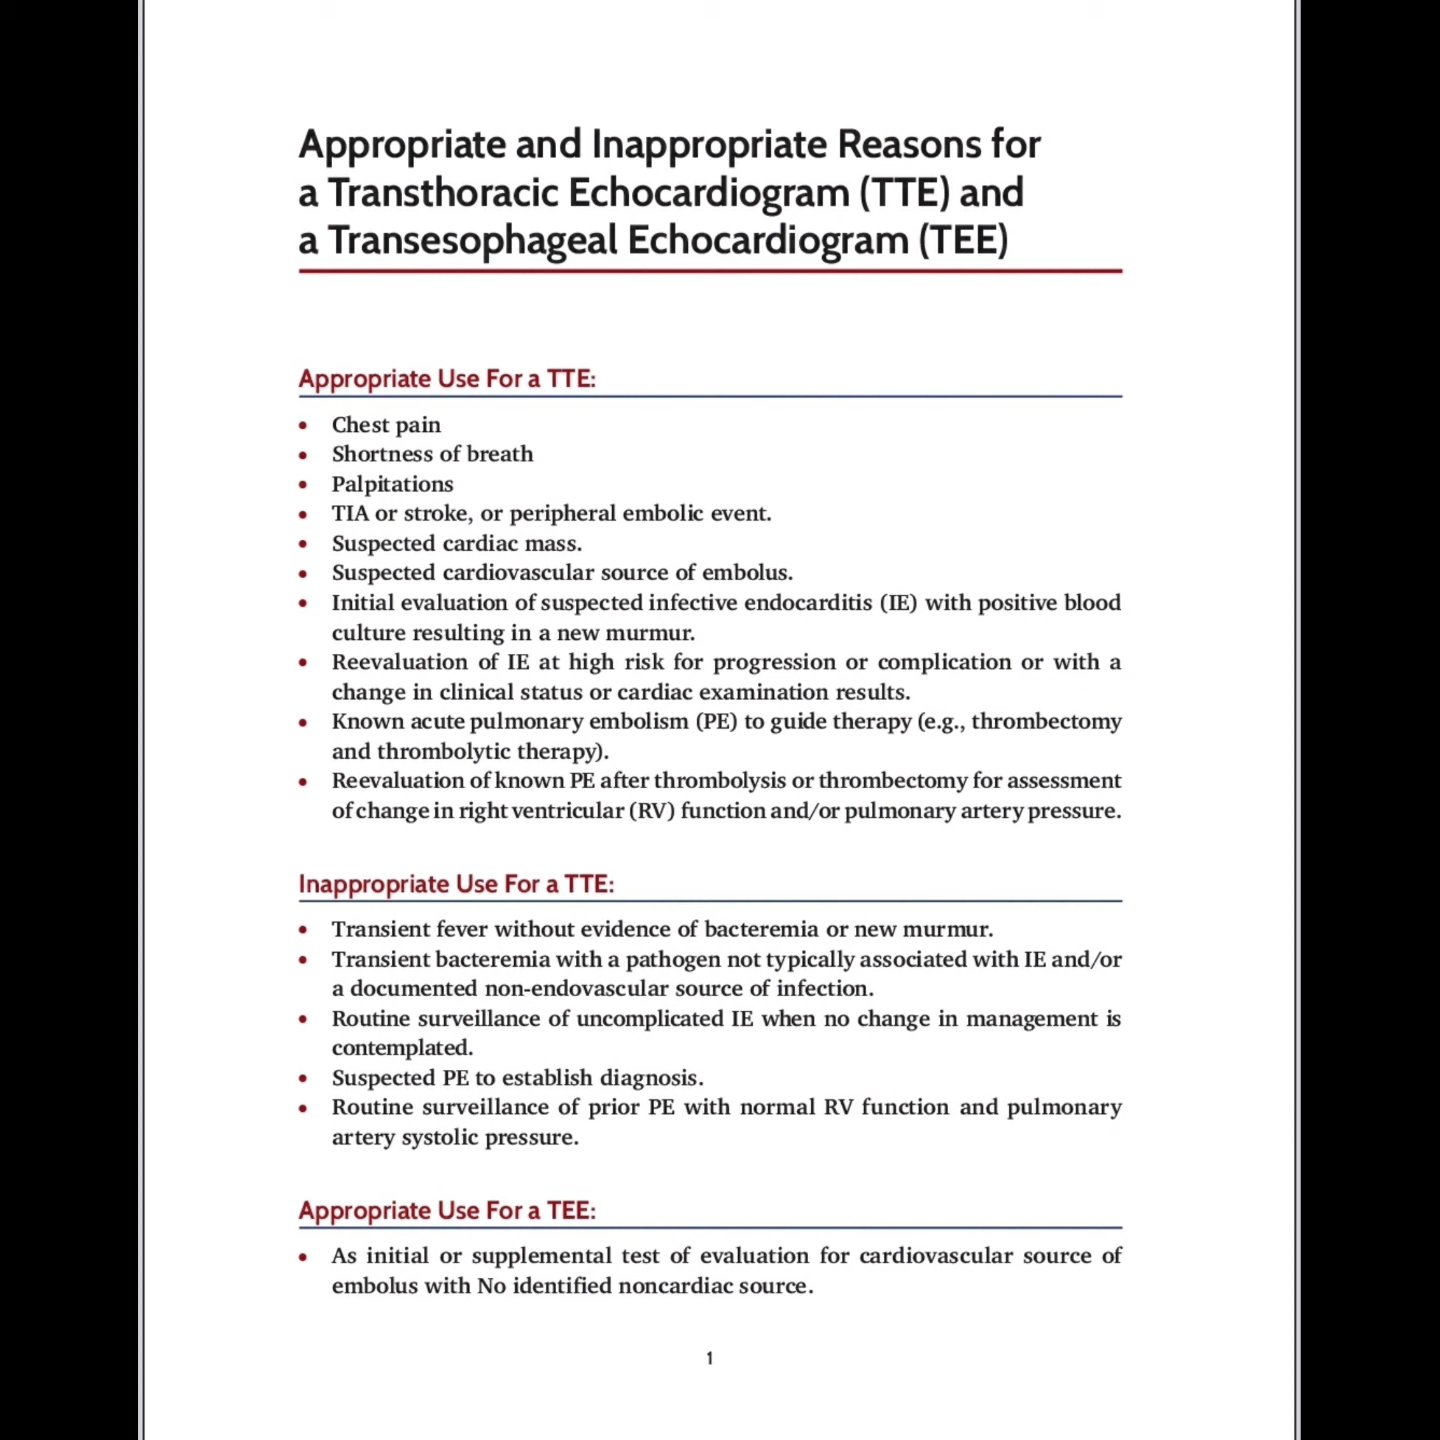 Appropriate and Inappropriate Reasons for
a Transthoracic Echocardiogram (TTE) and
a Transesophageal Echocardiogram (TEE)
Appropriate Use For a TTE:
• Chest pain
• Shortness of breath
• Palpitations
• TIA or stroke, or peripheral embolic event.
• Suspected cardiac mass.
• Suspected cardiovascular source of embolus.
• Initial evaluation of suspected infective endocarditis (IE) with positive blood
culture resulting in a new murmur.
• Reevaluation of IE at high risk for progression or complication or with a
change in clinical status or cardiac examination results.
• Known acute pulmonary embolism (PE) to guide therapy (e.g., thrombectomy
and thrombolytic therapy).
• Reevaluation of known PE after thrombolysis or thrombectomy for assessment
of change in right ventricular (RV) function and/or pulmonary artery pressure.
Inappropriate Use For a TTE:
• Transient fever without evidence of bacteremia or new murmur.
• Transient bacteremia with a pathogen not typically associated with IE and/or
a documented non-endovascular source of infection.
• Routine surveillance of uncomplicated IE when no change in management is
contemplated.
• Suspected PE to establish diagnosis.
• Routine surveillance of prior PE with normal RV function and pulmonary
artery systolic pressure.
Appropriate Use For a TEE:
• As initial or supplemental test of evaluation for cardiovascular source of
embolus with No identified noncardiac source.
1